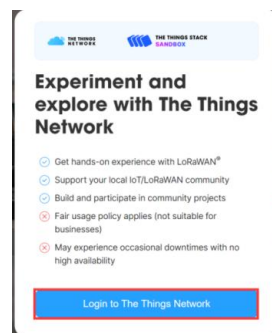 THE THINGS
NETWORK
THE THINGS STACK
SANDBOX
Experiment and
explore with The Things
Network
Get hands-on experience with LoRaWAN®
Support your local IoT/LoRaWAN community
Build and participate in community projects
Fair usage policy applies (not suitable for
businesses)
May experience occasional downtimes with no
high availability
Login to The Things Network